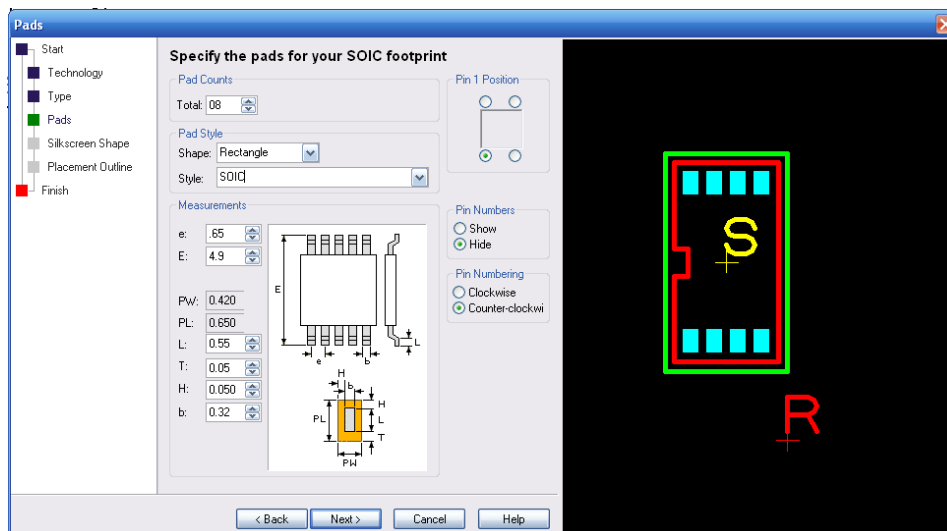 Pads
Start
Technology
Type
Pads
Silkscreen Shape
Placement Outline
Finish
Specify the pads for your SOIC footprint
Pad Counts
Total: 08
Pad Style
Shape: Rectangle
Style: SOIC
Measurements
e: .65
E: 4.9
PW: 0.420
PL: 0.650
L: 0.55
T: 0.05
H: 0.050
b: 0.32
E
L
e
b
H
b
H
PL
L
T
PW
Pin 1 Position
Pin Numbers
Show
Hide
Pin Numbering
Clockwise
Counter-clockwi
< Back
Next >
Cancel
Help
S
R